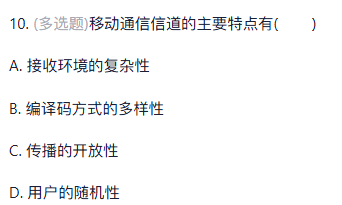 10. (多选题)移动通信信道的主要特点有(  )
A. 接收环境的复杂性
B. 编译码方式的多样性
C. 传播的开放性
D. 用户的随机性